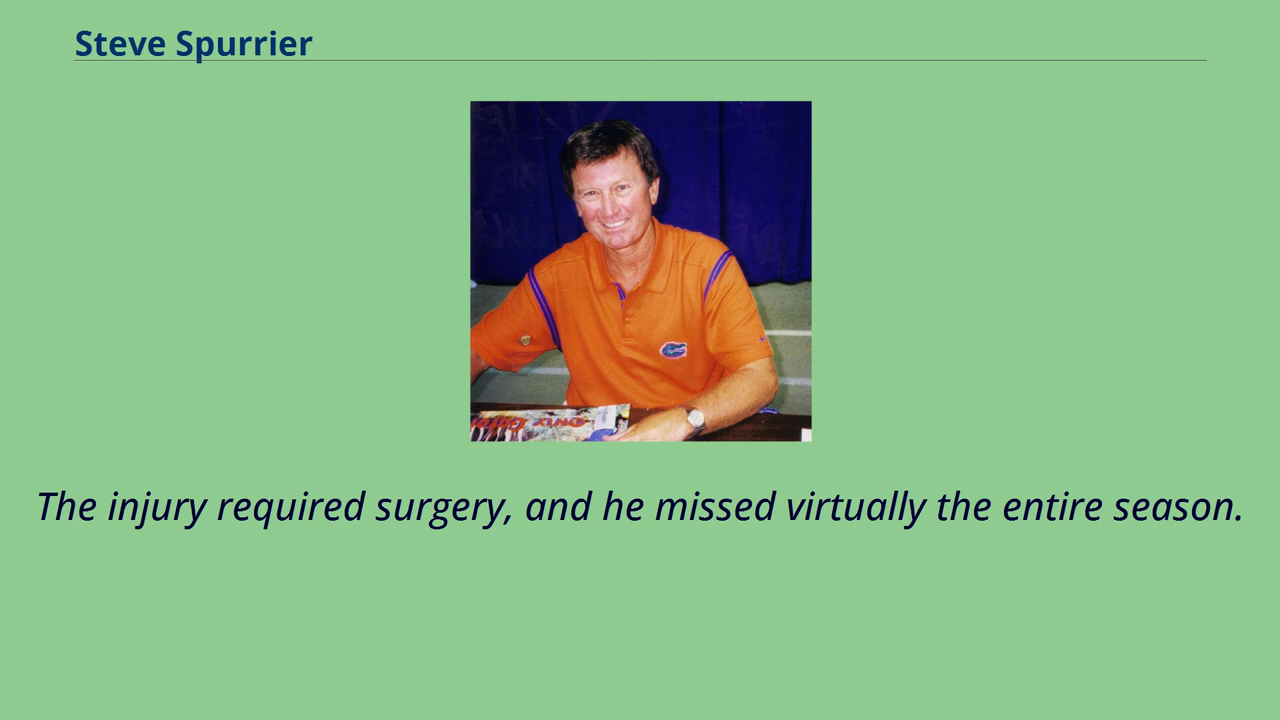 Steve Spurrier
The injury required surgery, and he missed virtually the entire season.